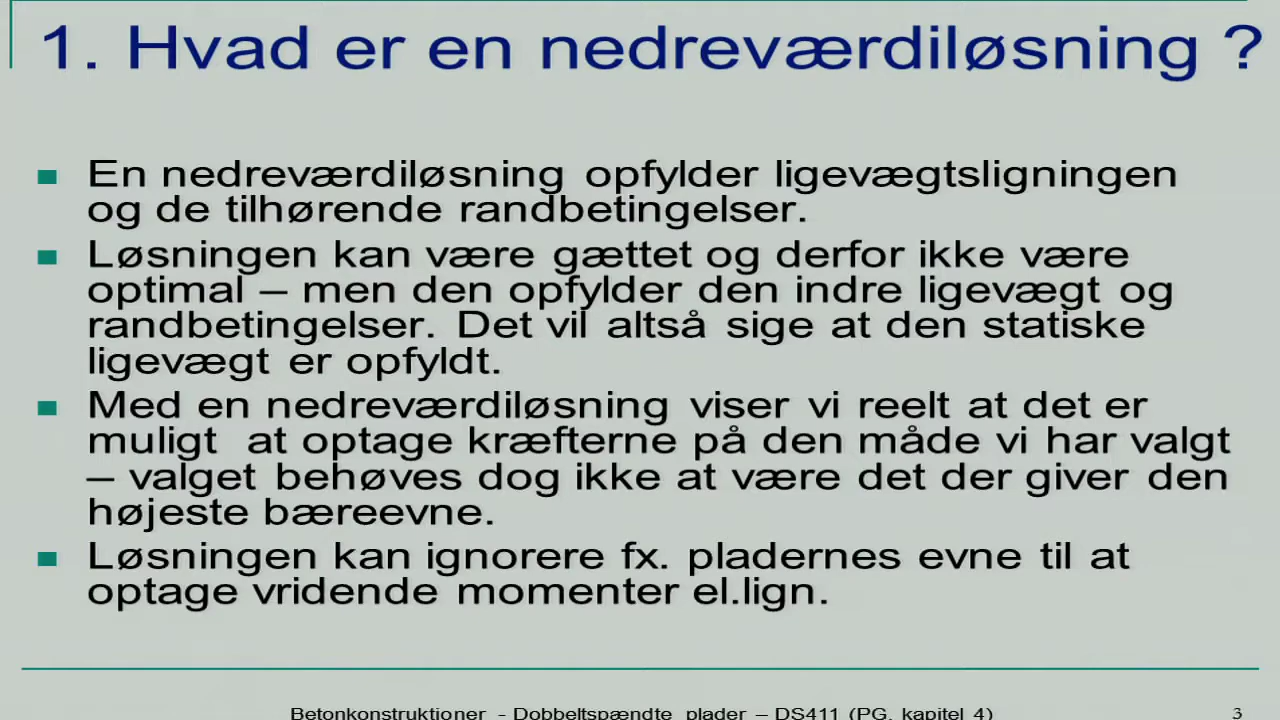 1. Hvad er en nedreværdiløsning ?
En nedreværdiløsning opfylder ligevægtsligningen
og de tilhørende randbetingelser.
Løsningen kan være gættet og derfor ikke være
optimal – men den opfylder den indre ligevægt og
randbetingelser. Det vil altså sige at den statiske
ligevægt er opfyldt.
Med en nedreværdiløsning viser vi reelt at det er
muligt at optage kræfterne på den måde vi har valgt
– valget behøves dog ikke at være det der giver den
højeste bæreevne.
Løsningen kan ignorere fx. pladernes evne til at
optage vridende momenter el.lign.
Betonkonstruktioner - Dobbeltspændte plader – DS411 (PG, kapitel 4)
3